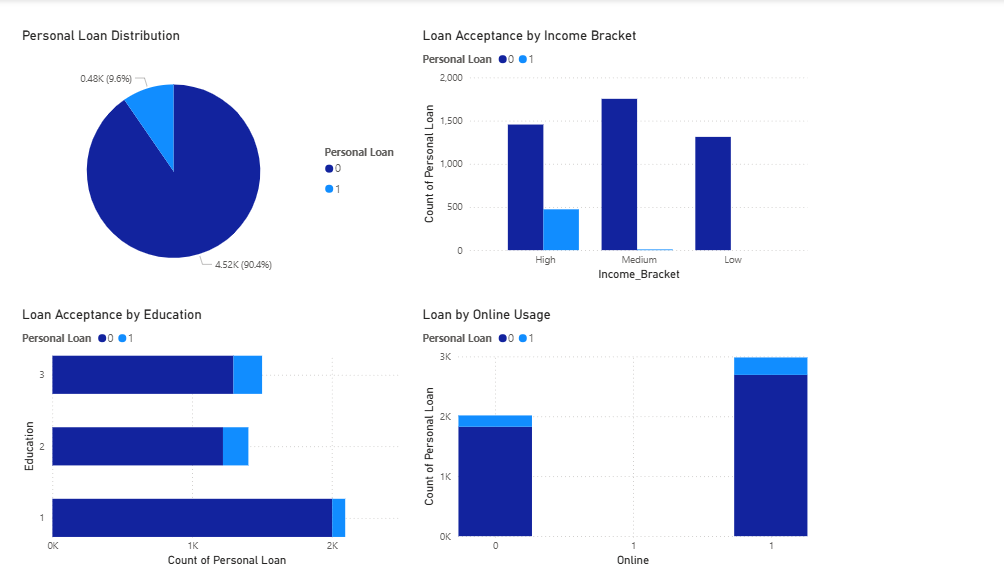 Personal Loan Distribution
0.48K (9.6%)
4.52K (90.4%)
Personal Loan
0
1
Loan Acceptance by Income Bracket
Personal Loan 0 1
Count of Personal Loan
2,000
1,500
1,000
500
0
High Medium Low
Income_Bracket
Loan Acceptance by Education
Personal Loan 0 1
Education
3
2
1
0K 1K 2K
Count of Personal Loan
Loan by Online Usage
Personal Loan 0 1
Count of Personal Loan
3K
2K
1K
0K
0 1 1
Online